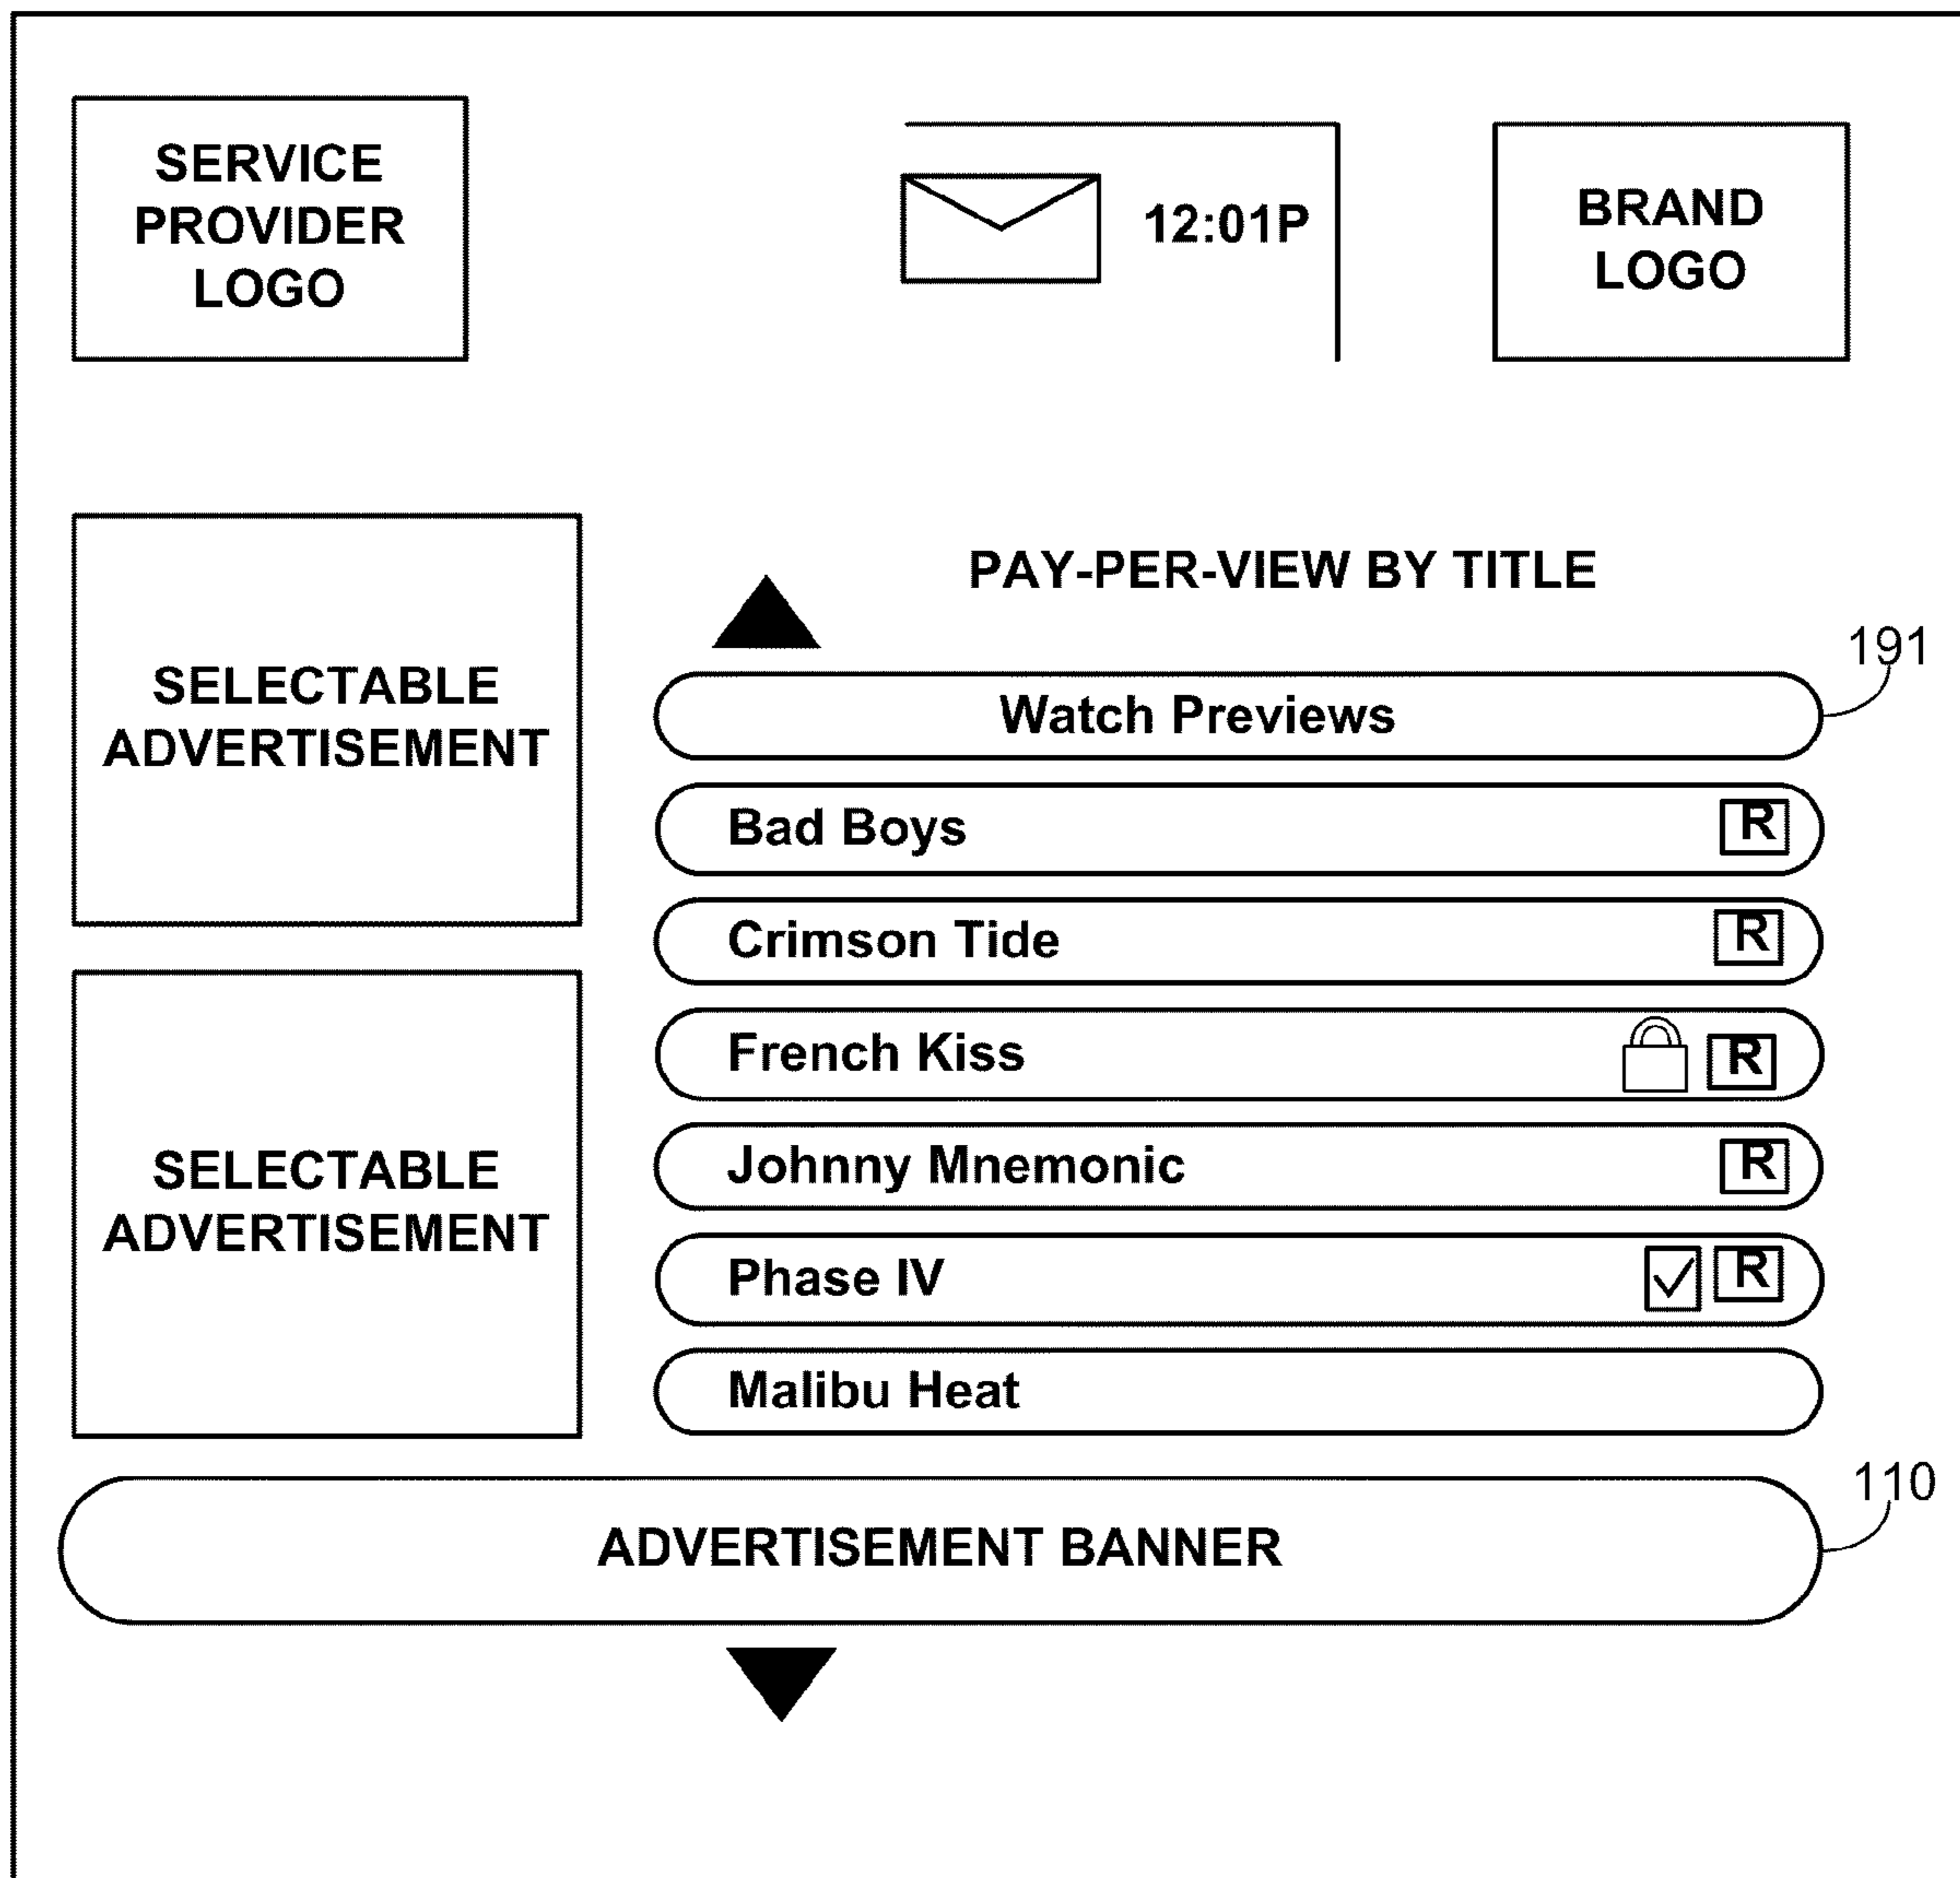 SERVICE
PROVIDER
LOGO
12:01P
BRAND
LOGO
SELECTABLE
ADVERTISEMENT
SELECTABLE
ADVERTISEMENT
PAY-PER-VIEW BY TITLE
191
Watch Previews
Bad Boys R
Crimson Tide R
French Kiss R
Johnny Mnemonic R
Phase IV R
Malibu Heat
110
ADVERTISEMENT BANNER